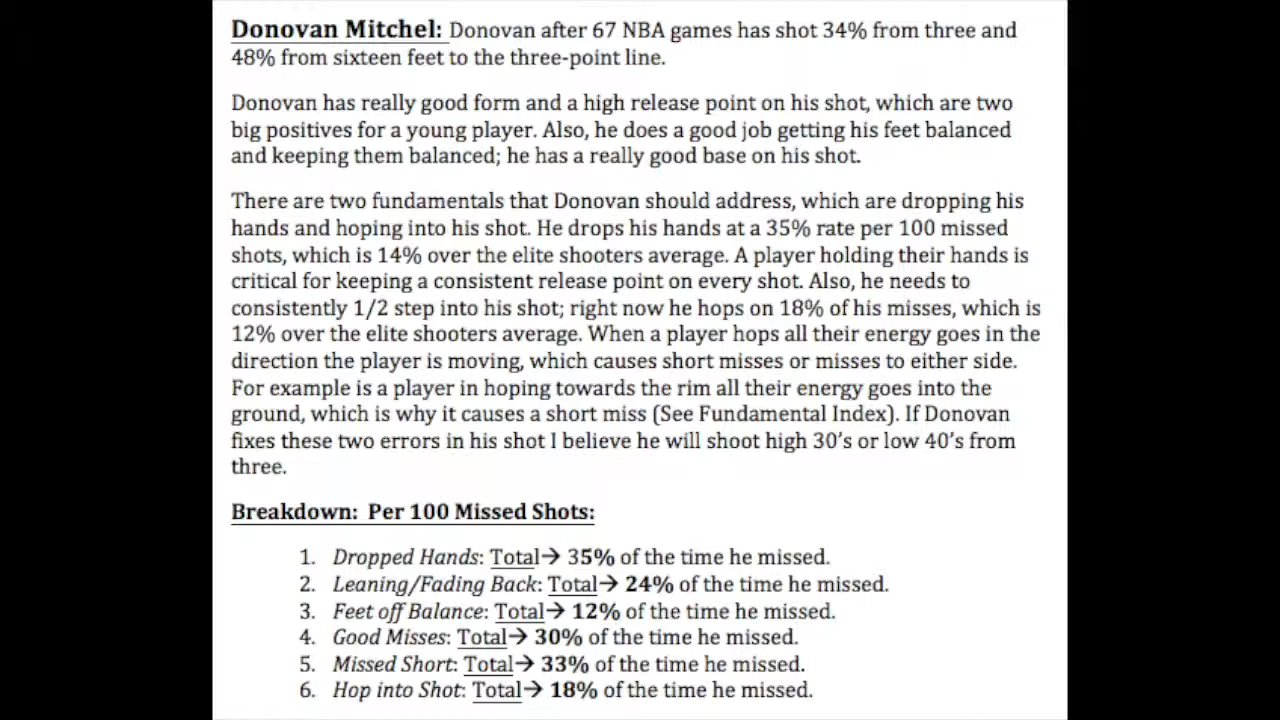 Donovan Mitchel: Donovan after 67 NBA games has shot 34% from three and
48% from sixteen feet to the three-point line.
Donovan has really good form and a high release point on his shot, which are two
big positives for a young player. Also, he does a good job getting his feet balanced
and keeping them balanced; he has a really good base on his shot.
There are two fundamentals that Donovan should address, which are dropping his
hands and hoping into his shot. He drops his hands at a 35% rate per 100 missed
shots, which is 14% over the elite shooters average. A player holding their hands is
critical for keeping a consistent release point on every shot. Also, he needs to
consistently 1/2 step into his shot; right now he hops on 18% of his misses, which is
12% over the elite shooters average. When a player hops all their energy goes in the
direction the player is moving, which causes short misses or misses to either side.
For example is a player in hoping towards the rim all their energy goes into the
ground, which is why it causes a short miss (See Fundamental Index). If Donovan
fixes these two errors in his shot I believe he will shoot high 30's or low 40's from
three.
Breakdown: Per 100 Missed Shots:
1. Dropped Hands: Total→ 35% of the time he missed.
2. Leaning/Fading Back: Total→ 24% of the time he missed.
3. Feet off Balance: Total→ 12% of the time he missed.
4. Good Misses: Total→ 30% of the time he missed.
5. Missed Short: Total→ 33% of the time he missed.
6. Hop into Shot: Total→ 18% of the time he missed.